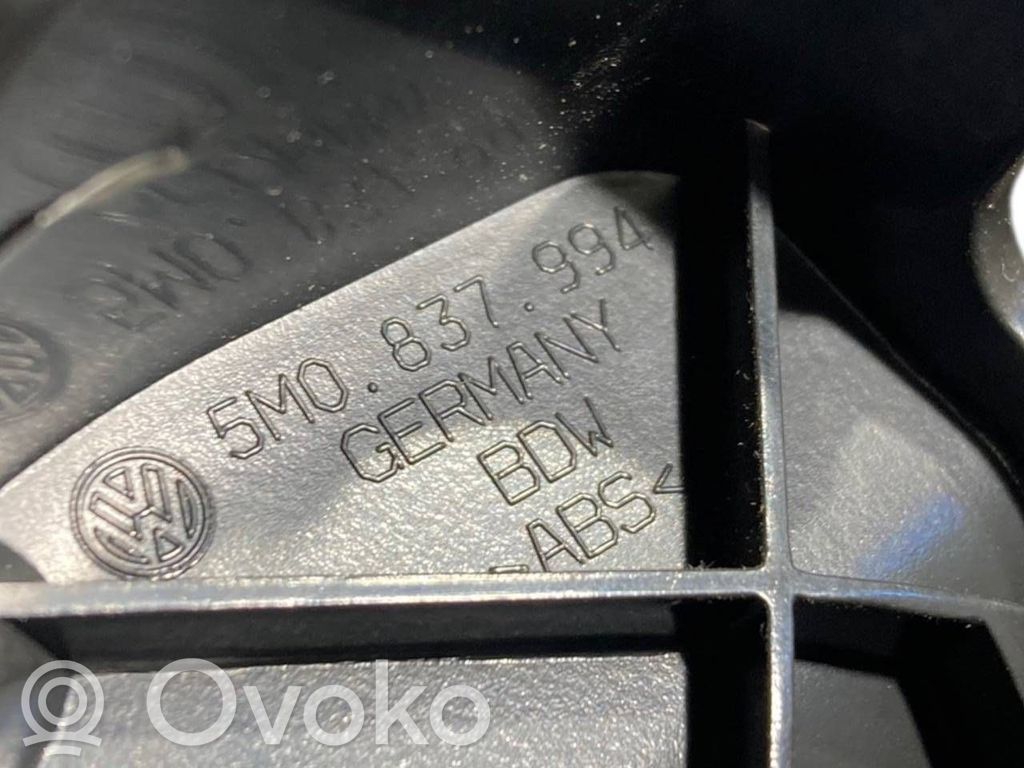 5M0.837.994
GERMANY
BDW
>ABS<
Ovoko